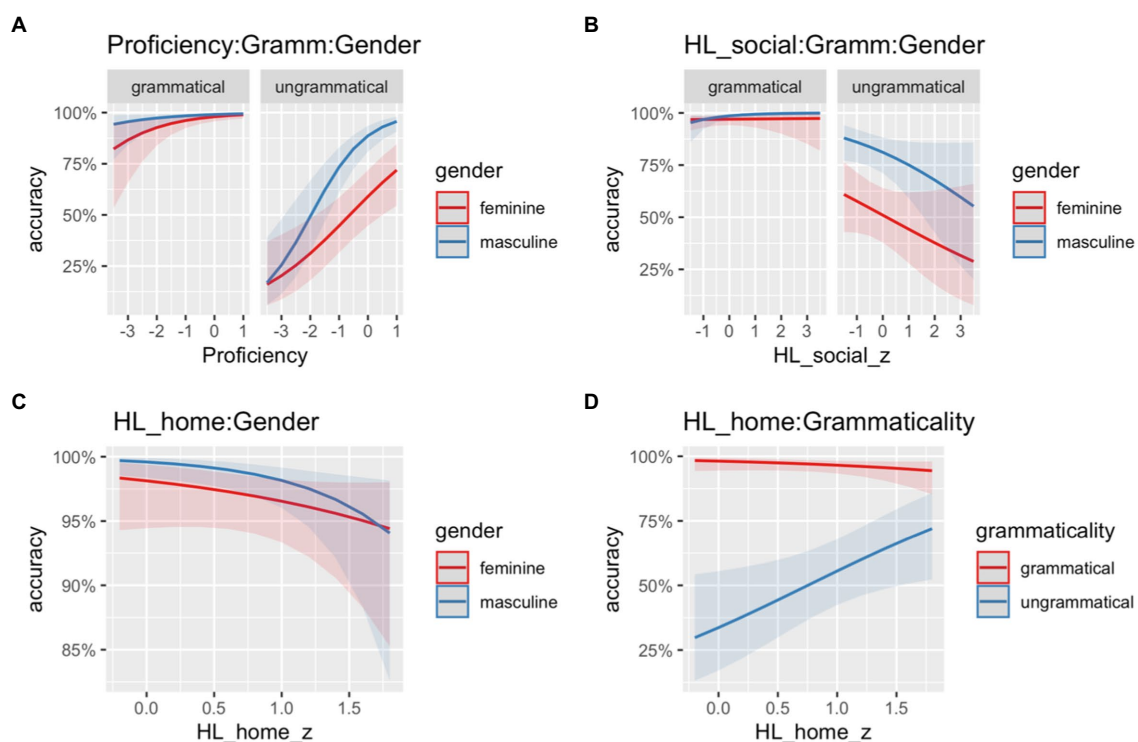 A
Proficiency:Gramm:Gender
grammatical ungrammatical
100%
75%
50%
25%
accuracy
-3 -2 -1 0 1 -3 -2 -1 0 1
Proficiency
gender
feminine
masculine
B
HL_social:Gramm:Gender
grammatical ungrammatical
100%
75%
50%
25%
accuracy
-1 0 1 2 3 -1 0 1 2 3
HL_social_z
gender
feminine
masculine
C
HL_home:Gender
100%
95%
90%
85%
accuracy
0.0 0.5 1.0 1.5
HL_home_z
gender
feminine
masculine
D
HL_home:Grammaticality
100%
75%
50%
25%
accuracy
0.0 0.5 1.0 1.5
HL_home_z
grammaticality
grammatical
ungrammatical